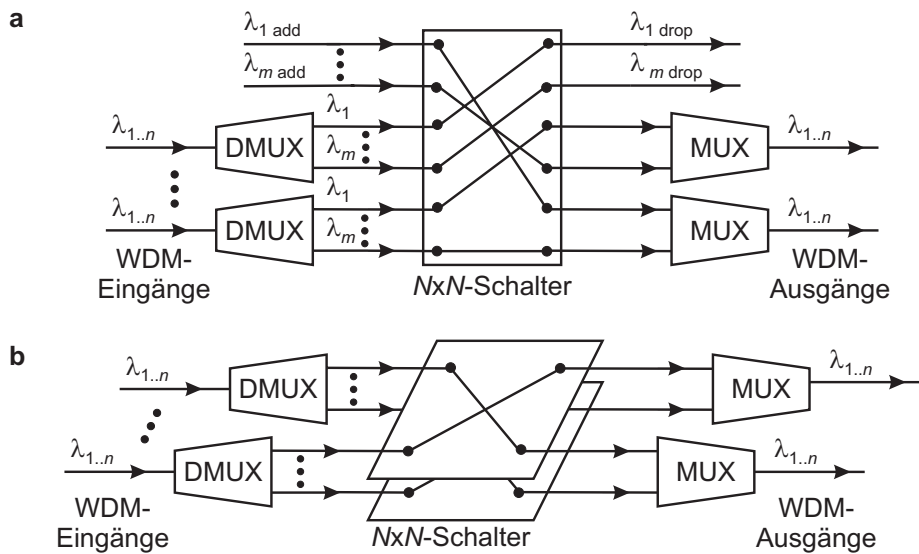 a
λ1 add
λm add
λ1 drop
λm drop
λ1..n
DMUX
λ1
λm
MUX
λ1..n
λ1..n
DMUX
λ1
λm
MUX
λ1..n
WDM-
Eingänge
NxN-Schalter
WDM-
Ausgänge
b
λ1..n
DMUX
MUX
λ1..n
λ1..n
DMUX
MUX
λ1..n
WDM-
Eingänge
NxN-Schalter
WDM-
Ausgänge